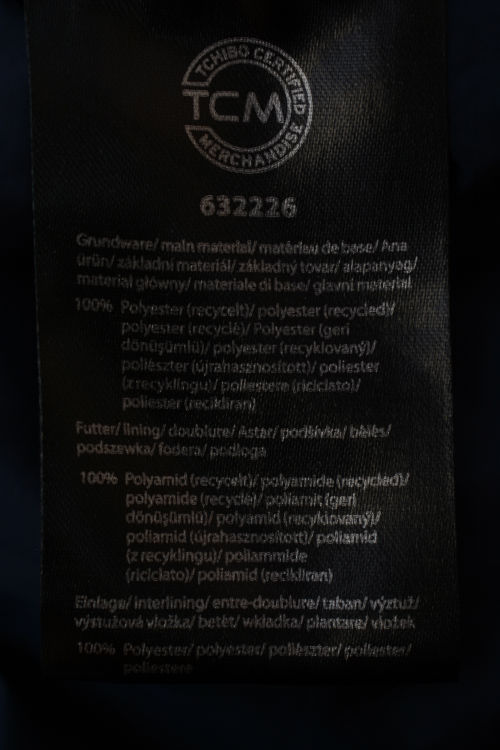 TCHIBO CERTIFIED
TCM
MERCHANDISE
632226
Grundware/ main material/ matériau de base/ Ana
ürün/ základní materiál/ základný tovar/ alapanyag/
materiał główny/ materiale di base/ glavni material
100% Polyester (recycelt)/ polyester (recycled)/
polyester (recyclé)/ Polyester (geri
dönüşümlü)/ polyester (recyklovaný)/
poliészter (újrahasznosított)/ poliester
(z recyklingu)/ poliestere (riciclato)/
poliester (recikliran)
Futter/ lining/ doublure/ Astar/ podšívka/ bélés/
podszewka/ fodera/ podloga
100% Polyamid (recycelt)/ polyamide (recycled)/
polyamide (recyclé)/ poliamit (geri
dönüşümlü)/ polyamid (recyklovaný)/
poliamid (újrahasznosított)/ poliamid
(z recyklingu)/ poliammide
(riciclato)/ poliamid (recikliran)
Einlage/ interlining/ entre-doublure/ taban/ výztuž/
výstužová vložka/ betét/ wkładka/ plantare/ vložek
100% Polyester/ polyester/ poliészter/ poliester/
poliestere